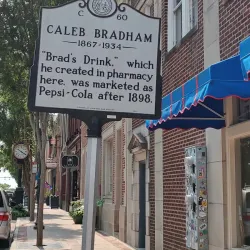 C 60
CALEB BRADHAM
1867-1934
"Brad's Drink," which
he created in pharmacy
here, was marketed as
Pepsi-Cola after 1898.